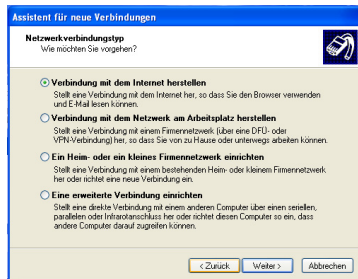 Assistent für neue Verbindungen
Netzwerkverbindungstyp
Wie möchten Sie vorgehen?
Verbindung mit dem Internet herstellen
Stellt eine Verbindung mit dem Internet her, so dass Sie den Browser verwenden
und E-Mail lesen können.
Verbindung mit dem Netzwerk am Arbeitsplatz herstellen
Stellt eine Verbindung mit einem Firmennetzwerk (über eine DFÜ- oder
VPN-Verbindung) her, so dass Sie von zu Hause oder unterwegs arbeiten können.
Ein Heim- oder ein kleines Firmennetzwerk einrichten
Stellt eine Verbindung mit einem bestehenden Heim- oder kleinem Firmennetzwerk
her oder richtet eine neue Verbindung ein.
Eine erweiterte Verbindung einrichten
Stellt eine direkte Verbindung mit einem anderen Computer über einen seriellen,
parallelen oder Infrarotanschluss her oder richtet diesen Computer so ein, dass
andere Computer darauf zugreifen können.
< Zurück Weiter > Abbrechen